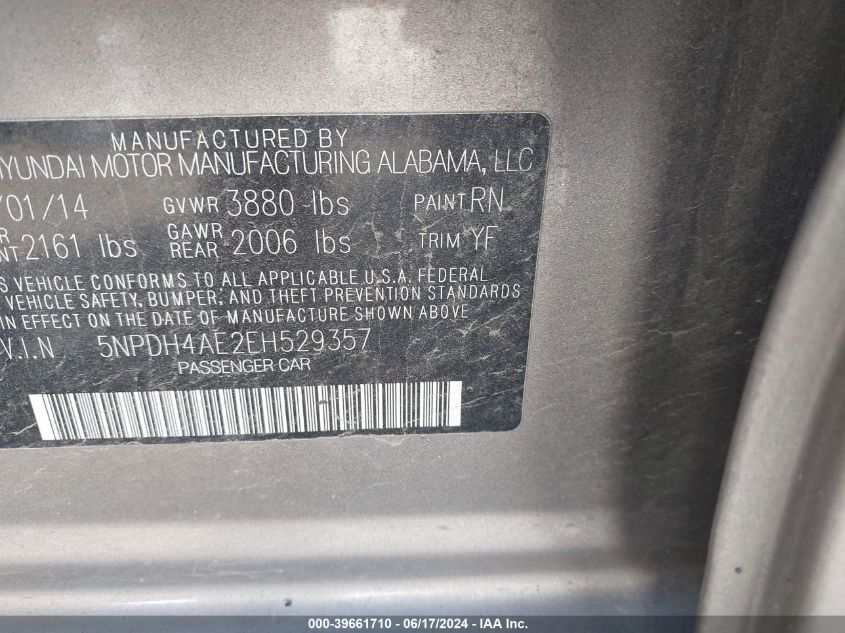 MANUFACTURED BY
HYUNDAI MOTOR MANUFACTURING ALABAMA, LLC
/01/14 GVWR 3880 lbs PAINT RN
2161 lbs GAWR REAR 2006 lbs TRIM YF
S VEHICLE CONFORMS TO ALL APPLICABLE U.S.A. FEDERAL
VEHICLE SAFETY, BUMPER, AND THEFT PREVENTION STANDARDS
IN EFFECT ON THE DATE OF MANUFACTURE SHOWN ABOVE
V.I.N 5NPDH4AE2EH529357
PASSENGER CAR
000-39661710 - 06/17/2024 - IAA Inc.